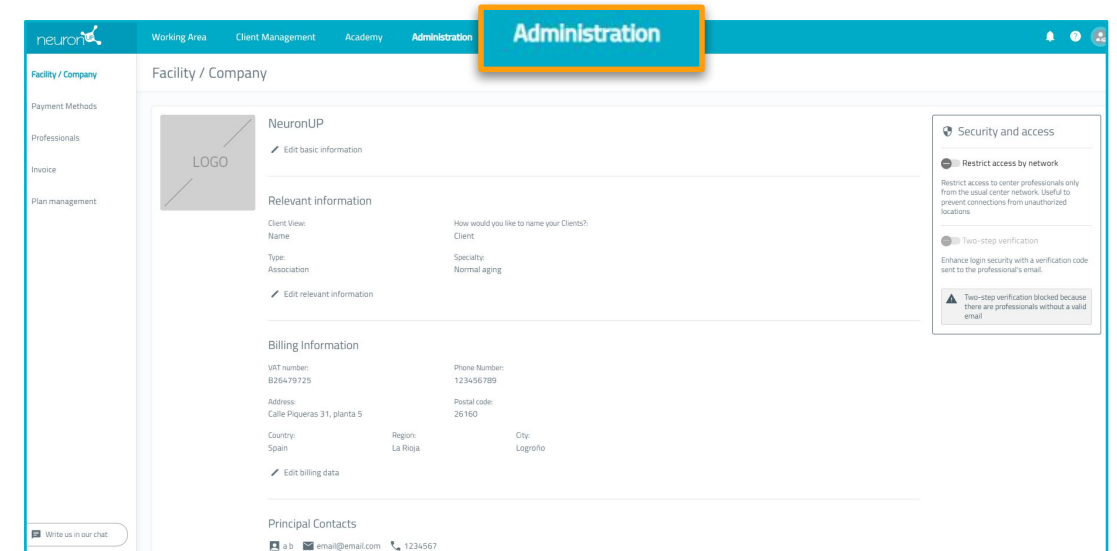 neuronUP Working Area Client Management Academy Administration Administration
Facility / Company
Payment Methods
Professionals
Invoice
Plan management
Write us in our chat
Facility / Company
LOGO
NeuronUP
Edit basic information
Relevant information
Client View: How would you like to name your Clients?:
Name Client
Type: Specialty:
Association Normal aging
Edit relevant information
Billing Information
VAT number: Phone Number:
B26479725 123456789
Address: Postal code:
Calle Piqueras 31, planta 5 26160
Country: Region: City:
Spain La Rioja Logroño
Edit billing data
Principal Contacts
a b email@email.com 1234567
Security and access
Restrict access by network
Restrict access to center professionals only
from the usual center network. Useful to
prevent connections from unauthorized
locations
Two-step verification
Enhance login security with a verification code
sent to the professional's email.
Two-step verification blocked because
there are professionals without a valid
email